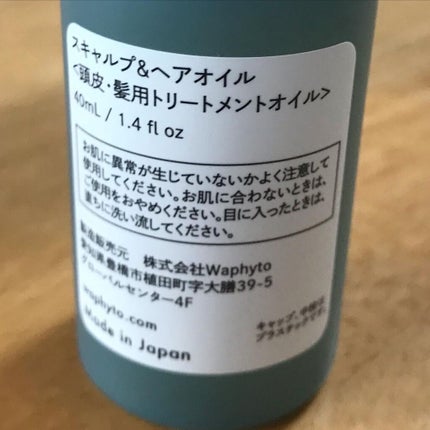 スキャルプ&ヘアオイル
<頭皮・髪用トリートメントオイル>
40mL / 1.4 fl oz
お肌に異常が生じていないかよく注意して
使用してください。お肌に合わないときは、
ご使用をおやめください。目に入ったときは、
直ちに洗い流してください。
製造販売元 株式会社Waphyto
愛知県豊橋市植田町字大膳39-5
グローバルセンター4F
waphyto.com
Made in Japan
キャップ、中栓は
プラスチックです。